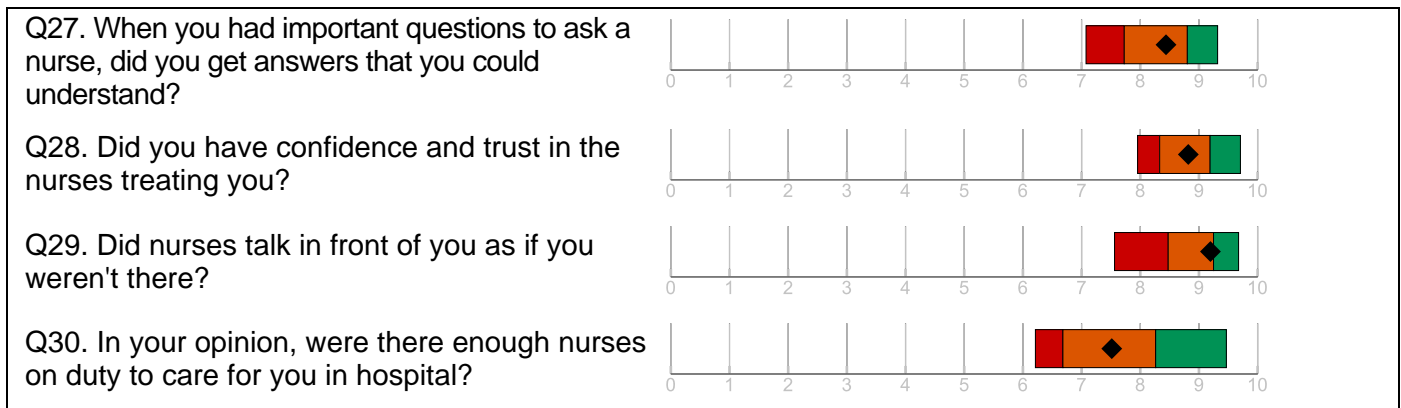 Q27. When you had important questions to ask a
nurse, did you get answers that you could
understand?
0 1 2 3 4 5 6 7 8 9 10
Q28. Did you have confidence and trust in the
nurses treating you?
0 1 2 3 4 5 6 7 8 9 10
Q29. Did nurses talk in front of you as if you
weren't there?
0 1 2 3 4 5 6 7 8 9 10
Q30. In your opinion, were there enough nurses
on duty to care for you in hospital?
0 1 2 3 4 5 6 7 8 9 10